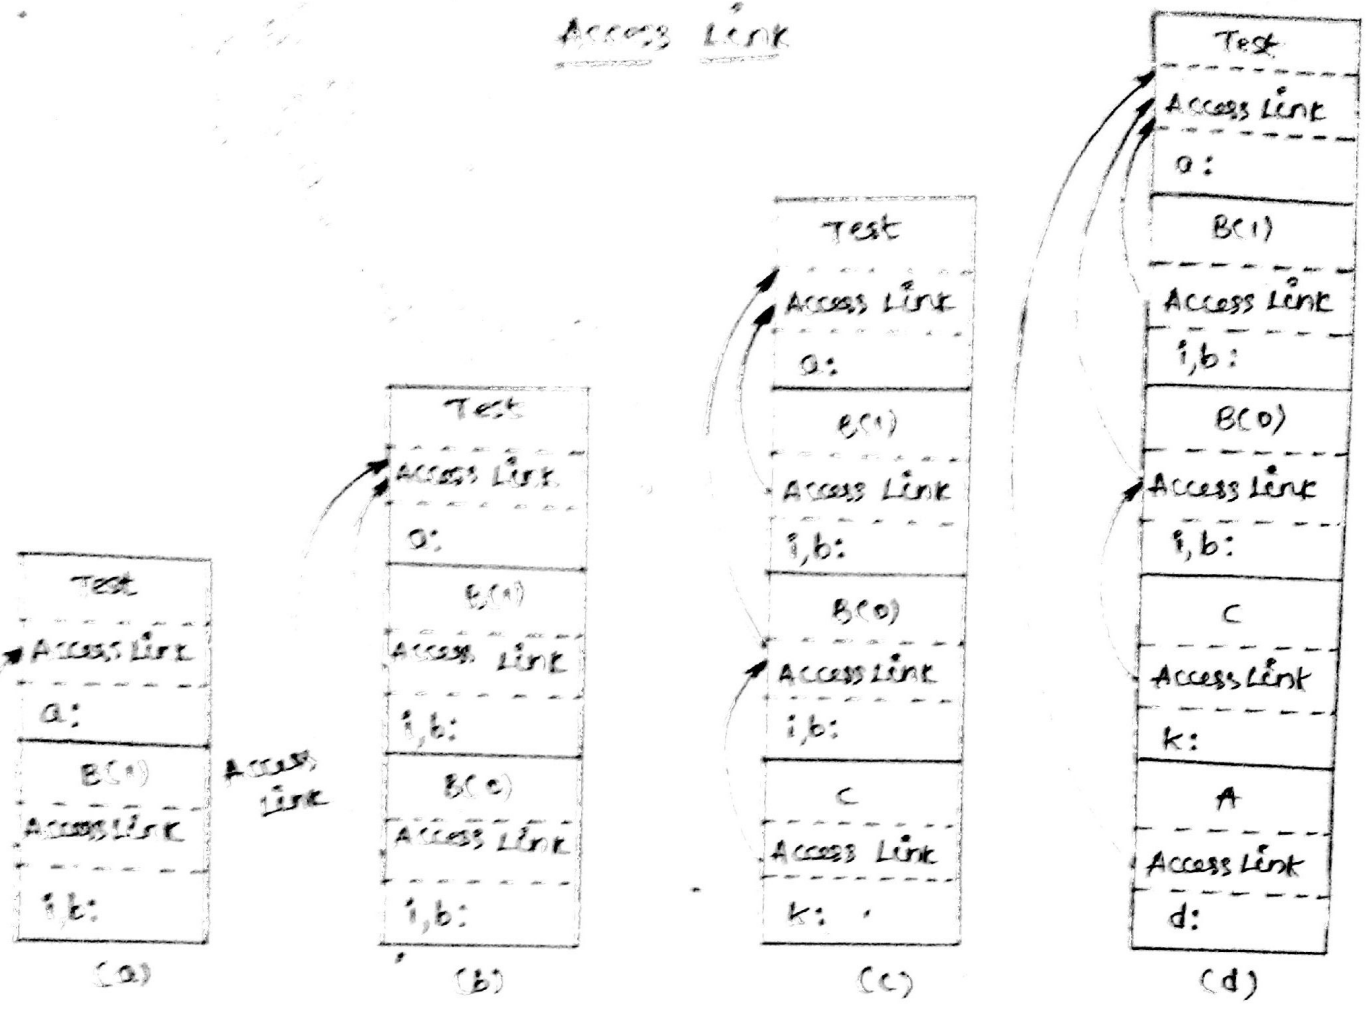 Access Link
Test
Access Link
a:
B(1)
Access Link
i,b:
(a)
Access
Link
Test
Access Link
a:
B(1)
Access Link
i,b:
B(0)
Access Link
i,b:
(b)
Test
Access Link
a:
B(1)
Access Link
i,b:
B(0)
Access Link
i,b:
C
Access Link
k:
(c)
Test
Access Link
a:
B(1)
Access Link
i,b:
B(0)
Access Link
i,b:
C
Access Link
k:
A
Access Link
d:
(d)